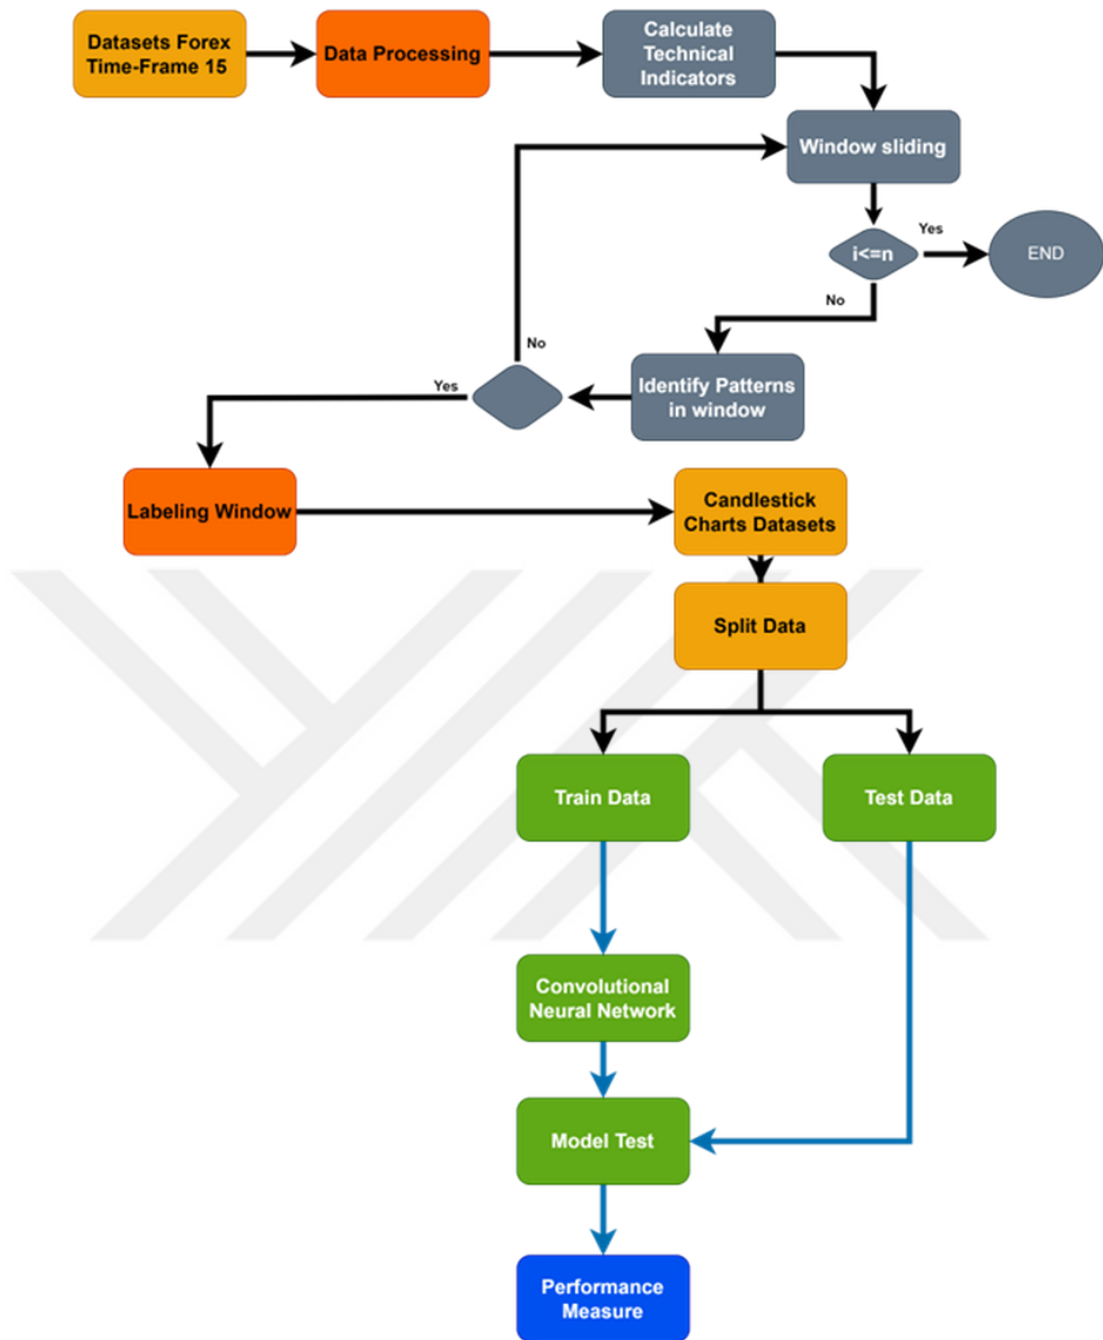 Datasets Forex
Time-Frame 15
Data Processing
Calculate
Technical
Indicators
Window sliding
i<=n
Yes
END
No
Identify Patterns
in window
No
Yes
Labeling Window
Candlestick
Charts Datasets
Split Data
Train Data
Test Data
Convolutional
Neural Network
Model Test
Performance
Measure